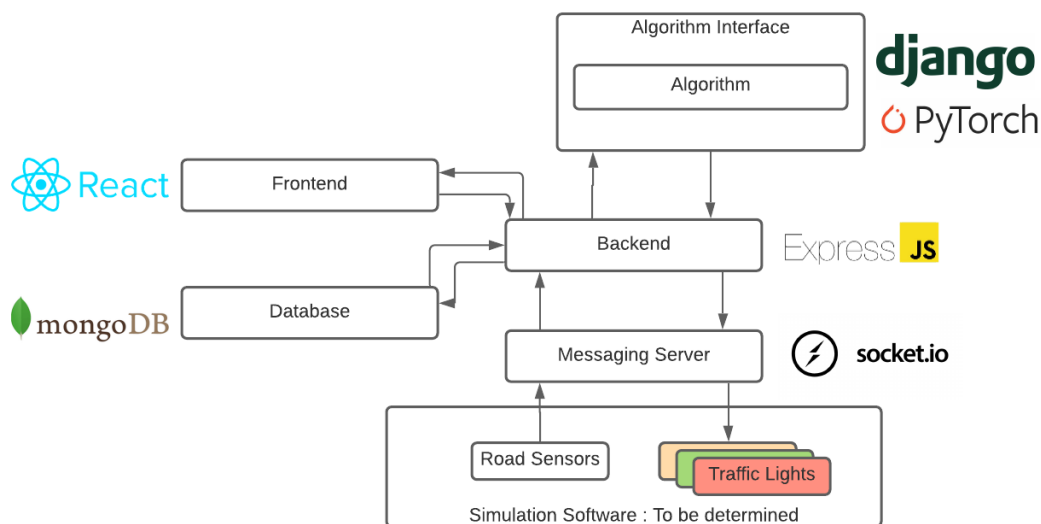 Algorithm Interface
django
Algorithm
PyTorch
React
Frontend
Backend
Express
JS
mongoDB
Database
Messaging Server
socket.io
Road Sensors
Traffic Lights
Simulation Software : To be determined